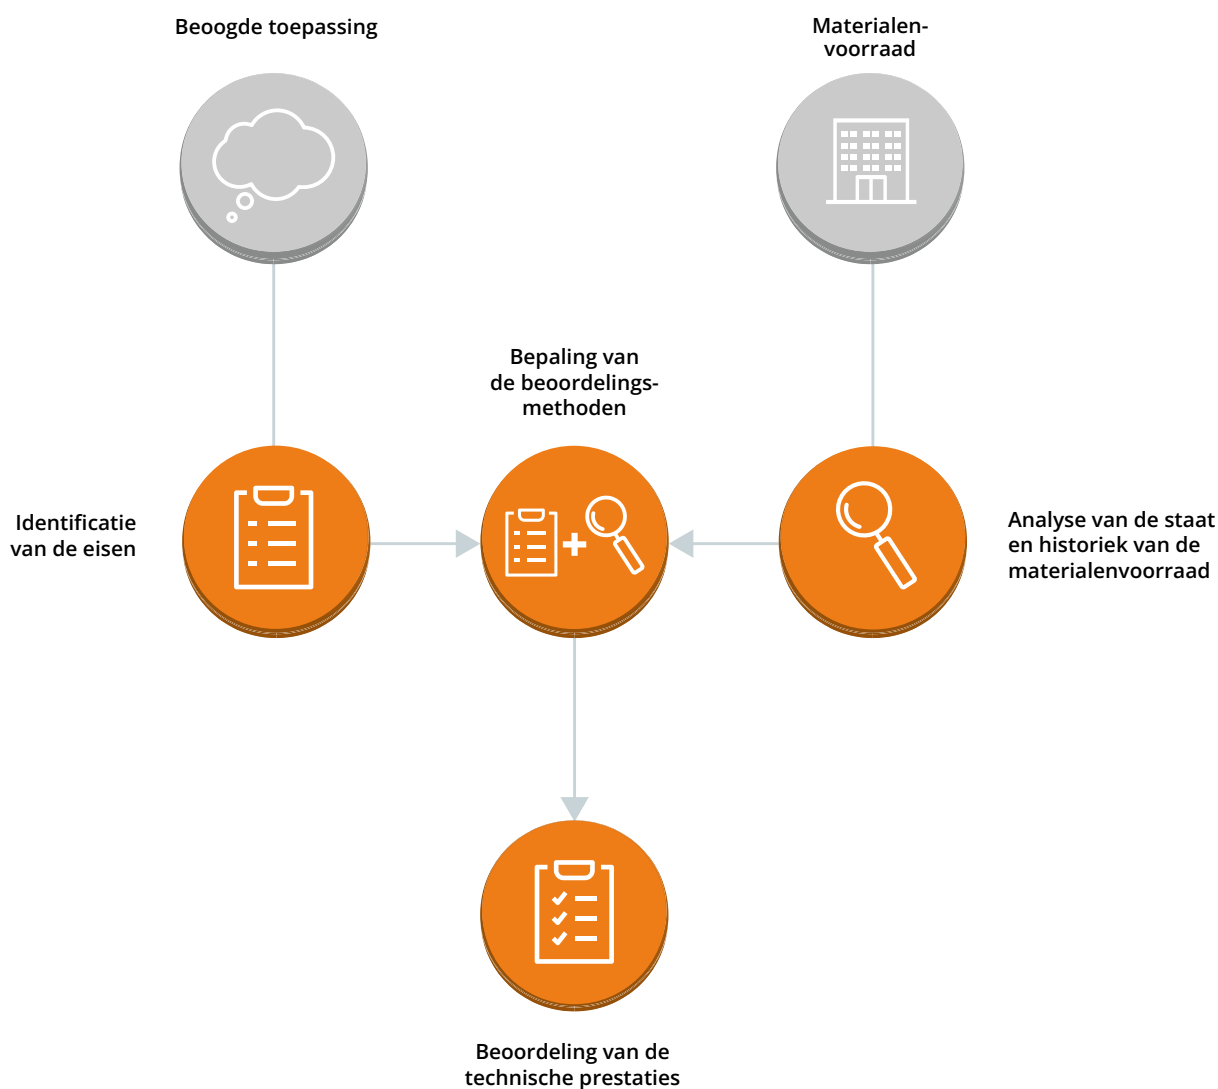 Beoogde toepassing
Materialen-
voorraad
Bepaling van
de beoordelings-
methoden
Identificatie
van de eisen
Analyse van de staat
en historiek van de
materialenvoorraad
Beoordeling van de
technische prestaties